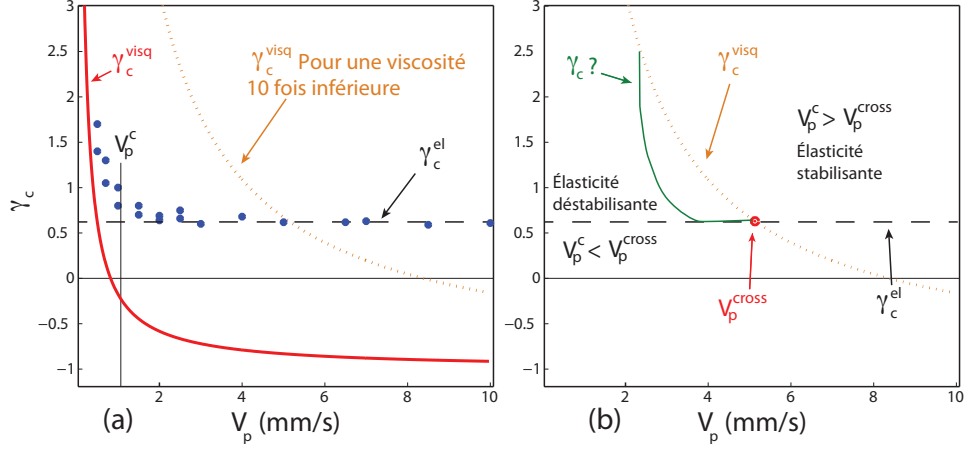 3
2.5
2
1.5
1
0.5
0
−0.5
−1
γc
γc^visq
Vp^c
γc^visq Pour une viscosité
10 fois inférieure
γc^el
2
4
6
8
10
(a)
Vp (mm/s)
3
2.5
2
1.5
1
0.5
0
−0.5
−1
γc ?
γc^visq
Vp^c > Vp^cross
Élasticité
stabilisante
Élasticité
déstabilisante
Vp^c < Vp^cross
Vp^cross
γc^el
0
2
4
6
8
10
(b)
Vp (mm/s)